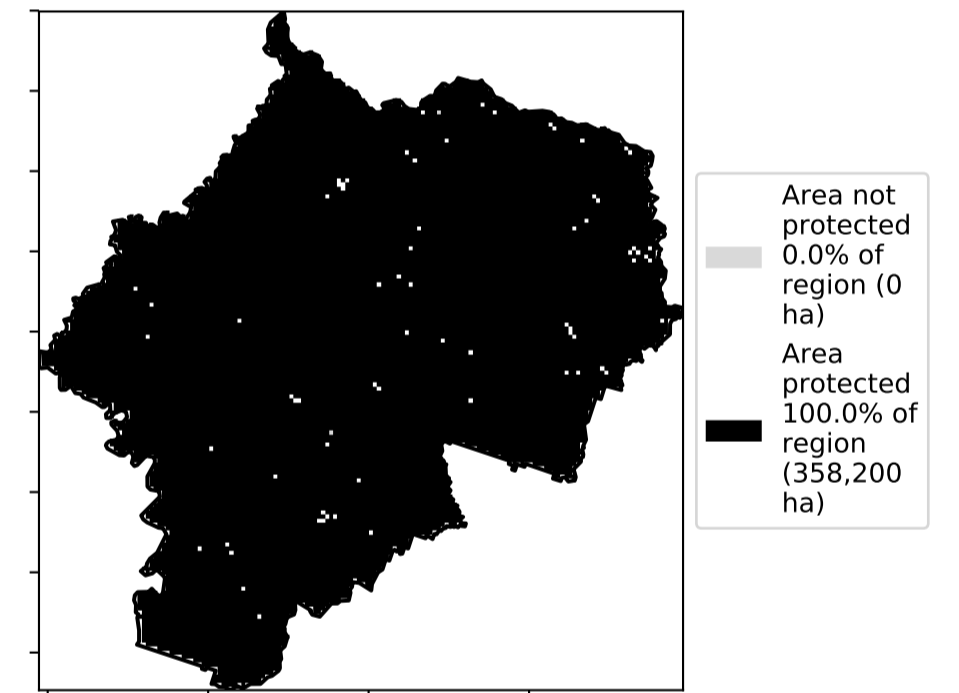 Area not
protected
0.0% of
region (0
ha)
Area
protected
100.0% of
region
(358,200
ha)